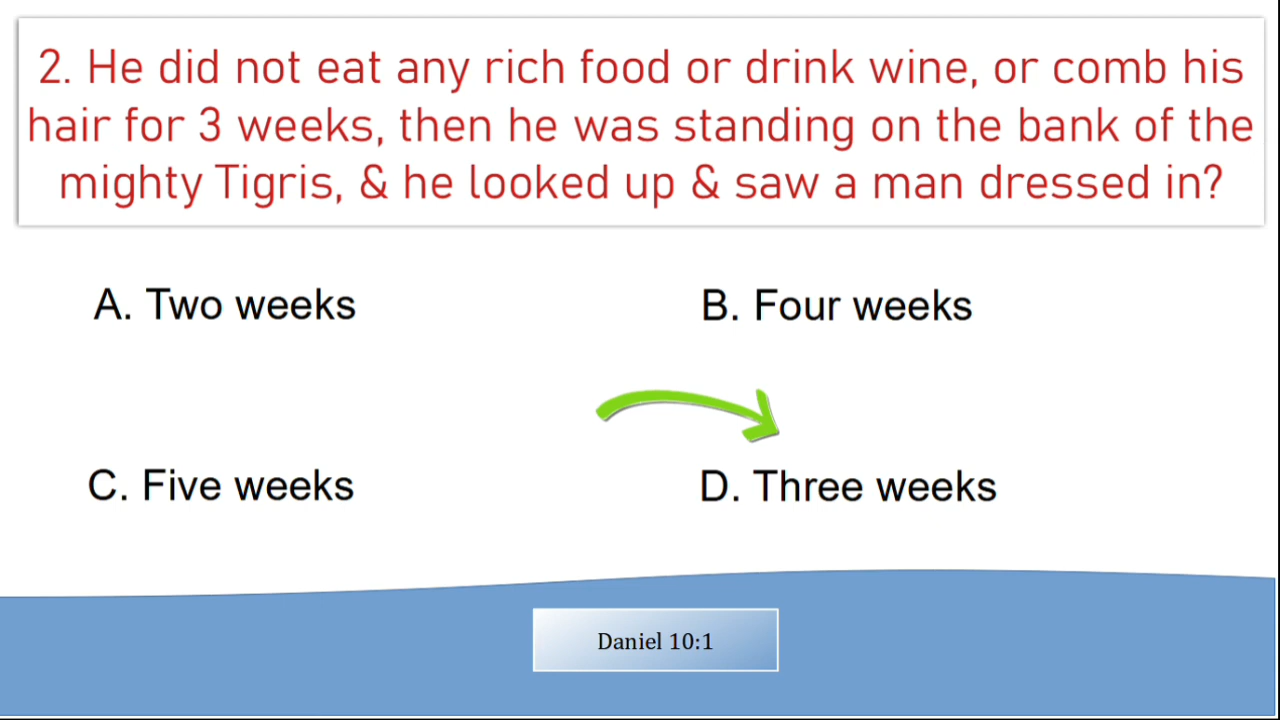 2. He did not eat any rich food or drink wine, or comb his
hair for 3 weeks, then he was standing on the bank of the
mighty Tigris, & he looked up & saw a man dressed in?
A. Two weeks
B. Four weeks
C. Five weeks
D. Three weeks
Daniel 10:1